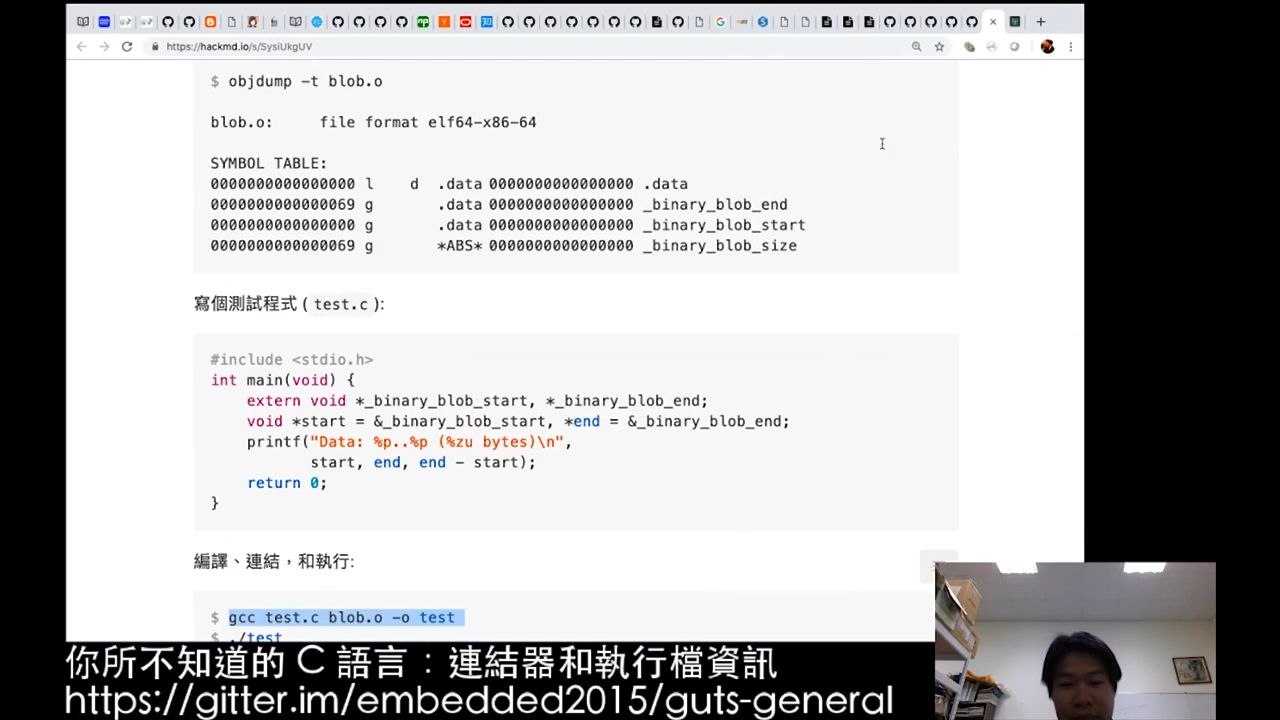 https://hackmd.io/s/SysiUkgUV
$ objdump -t blob.o
blob.o:     file format elf64-x86-64
SYMBOL TABLE:
0000000000000000 l    d  .data 0000000000000000 .data
0000000000000069 g       .data 0000000000000000 _binary_blob_end
0000000000000000 g       .data 0000000000000000 _binary_blob_start
0000000000000069 g       *ABS* 0000000000000000 _binary_blob_size
寫個測試程式 ( test.c ):
#include <stdio.h>
int main(void) {
    extern void *_binary_blob_start, *_binary_blob_end;
    void *start = &_binary_blob_start, *end = &_binary_blob_end;
    printf("Data: %p..%p (%zu bytes)\n",
           start, end, end - start);
    return 0;
}
編譯、連結，和執行:
$ gcc test.c blob.o -o test
$ ./test
你所不知道的 C 語言：連結器和執行檔資訊
https://gitter.im/embedded2015/guts-general